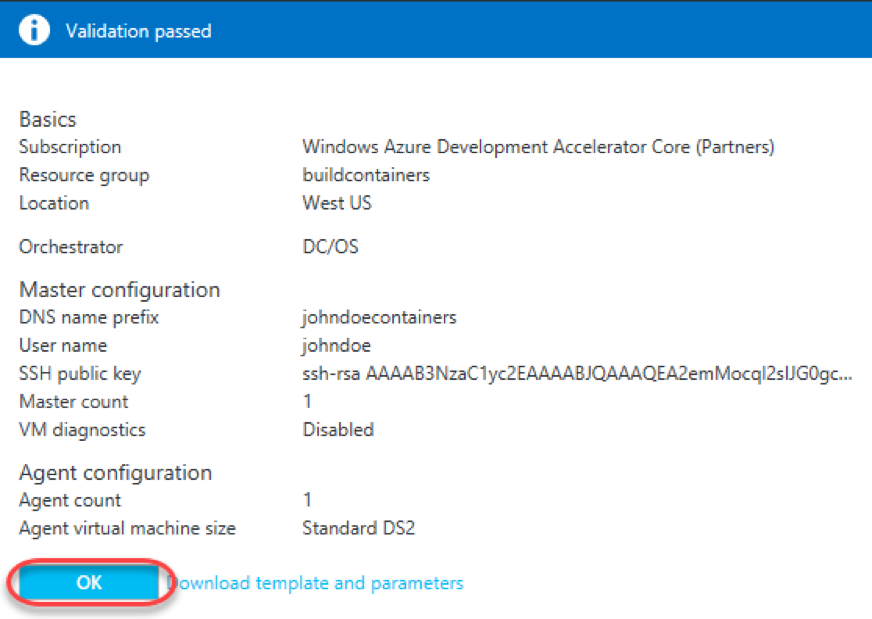 Validation passed
Basics
Subscription Windows Azure Development Accelerator Core (Partners)
Resource group buildcontainers
Location West US
Orchestrator DC/OS
Master configuration
DNS name prefix johndoecontainers
User name johndoe
SSH public key ssh-rsa AAAAB3NzaC1yc2EAAAABJQAAAQEA2emMocql2sIJG0gc...
Master count 1
VM diagnostics Disabled
Agent configuration
Agent count 1
Agent virtual machine size Standard DS2
OK Download template and parameters